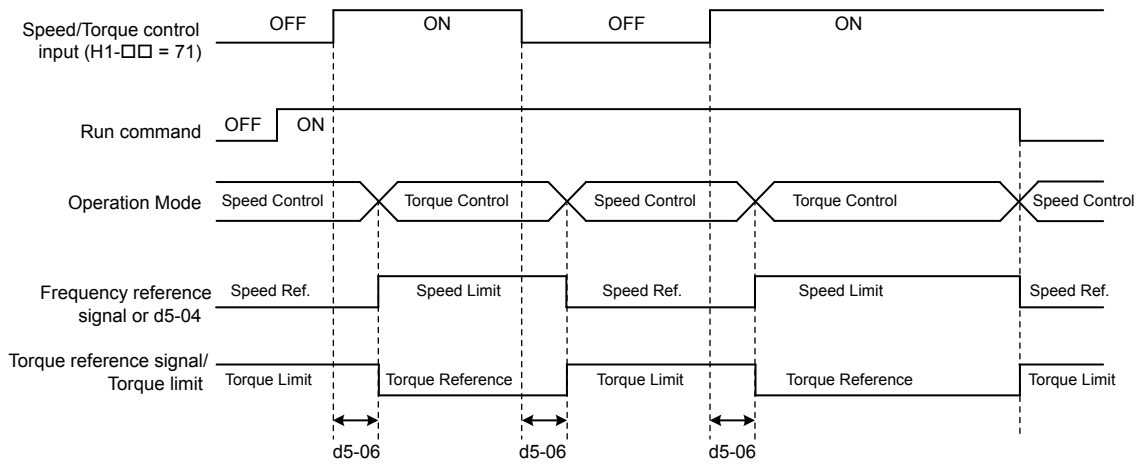 Speed/Torque control
input (H1-□□ = 71)
OFF ON OFF ON
Run command
OFF ON
Operation Mode
Speed Control Torque Control Speed Control Torque Control Speed Control
Frequency reference
signal or d5-04
Speed Ref. Speed Limit Speed Ref. Speed Limit Speed Ref.
Torque reference signal/
Torque limit
Torque Limit Torque Reference Torque Limit Torque Reference Torque Limit
d5-06 d5-06 d5-06